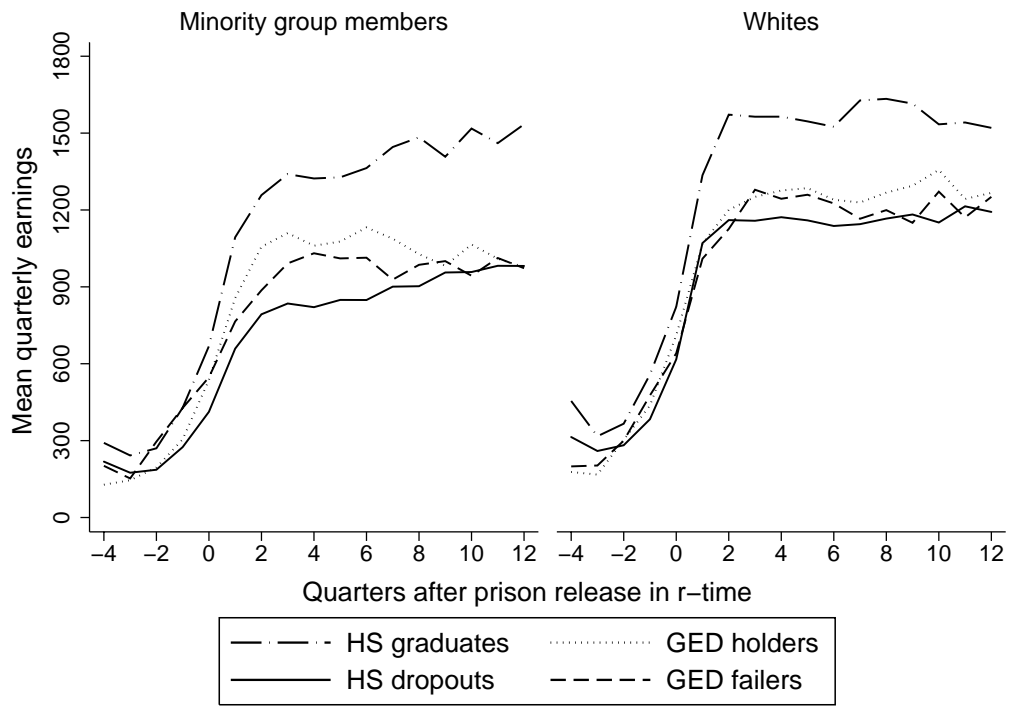 Minority group members
Whites
Mean quarterly earnings
1800
1500
1200
900
600
300
0
−4 −2 0 2 4 6 8 10 12
−4 −2 0 2 4 6 8 10 12
Quarters after prison release in r−time
HS graduates GED holders
HS dropouts GED failers